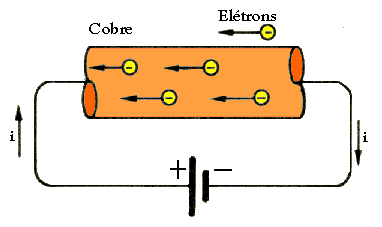 Elétrons
Cobre
i
i
+ −